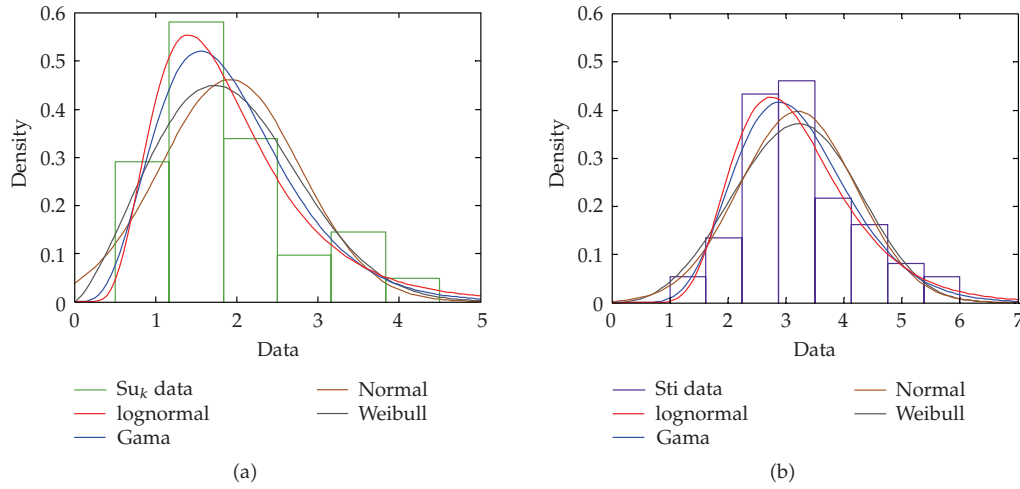 0.6
0.5
0.4
0.3
0.2
0.1
0
Density
0 1 2 3 4 5
Data
Suk data
lognormal
Gama
Normal
Weibull
(a)
0.6
0.5
0.4
0.3
0.2
0.1
0
Density
0 1 2 3 4 5 6 7
Data
Sti data
lognormal
Gama
Normal
Weibull
(b)